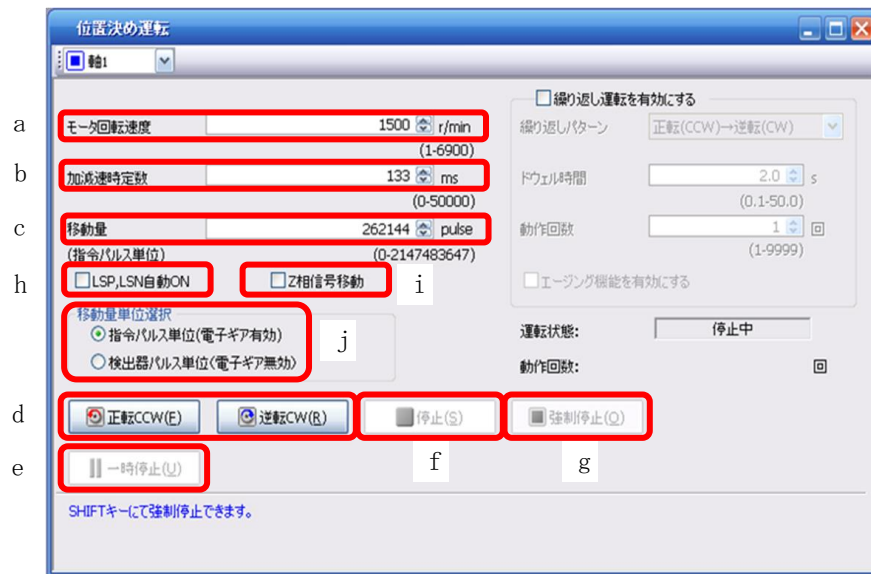 位置決め運転
軸1
繰り返し運転を有効にする
a モータ回転速度 1500 r/min
(1-6900)
繰り返しパターン 正転(CCW)→逆転(CW)
b 加減速時定数 133 ms
(0-50000)
ドウェル時間 2.0 s
(0.1-50.0)
c 移動量 262144 pulse
(指令パルス単位) (0-2147483647)
動作回数 1 回
(1-9999)
h LSP,LSN自動ON Z相信号移動 i
エージング機能を有効にする
移動量単位選択
指令パルス単位(電子ギア有効)
検出器パルス単位(電子ギア無効)
j
運転状態: 停止中
動作回数: 回
d 正転CCW(F) 逆転CW(R) 停止(S) 強制停止(O)
f g
e 一時停止(U)
SHIFTキーにて強制停止できます。